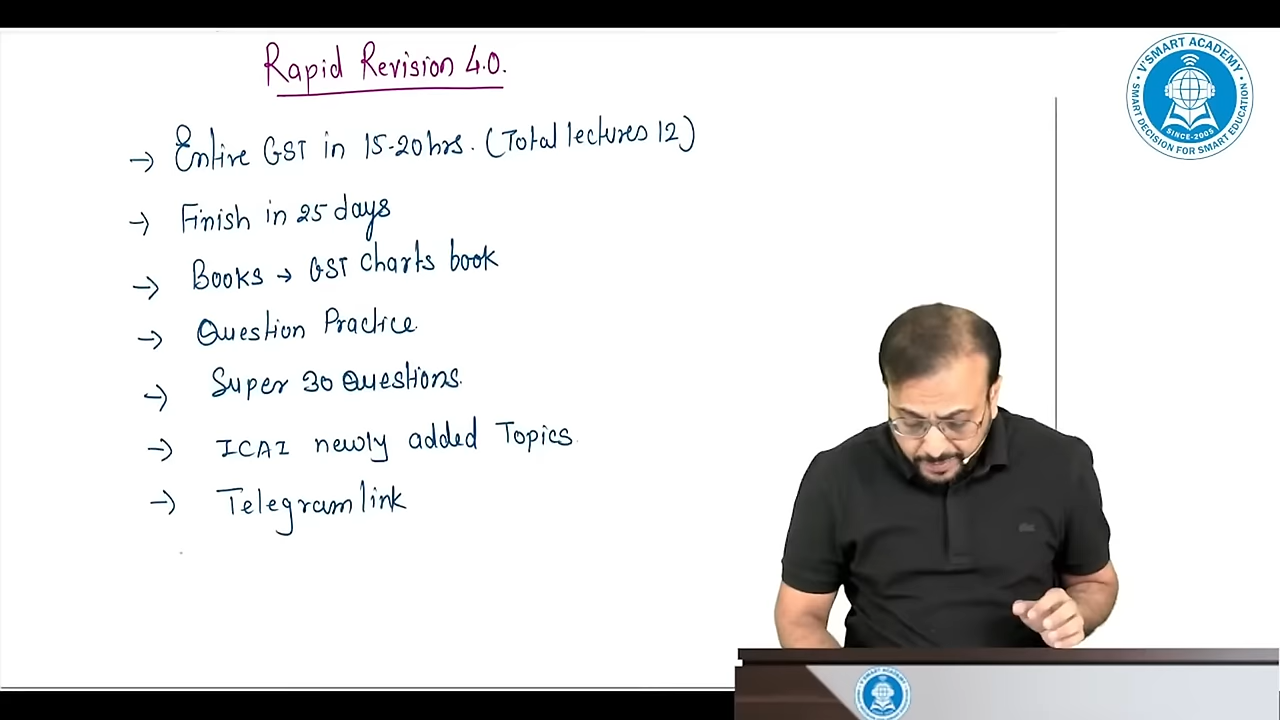 Rapid Revision 4.0.
→ Entire GST in 15-20 hrs. (Total lectures 12)
→ Finish in 25 days
→ Books → GST Charts book
→ Question Practice
→ Super 30 Questions.
→ ICAI newly added Topics
→ Telegram link
V'SMART ACADEMY
SINCE-2005
SMART DECISION FOR SMART EDUCATION